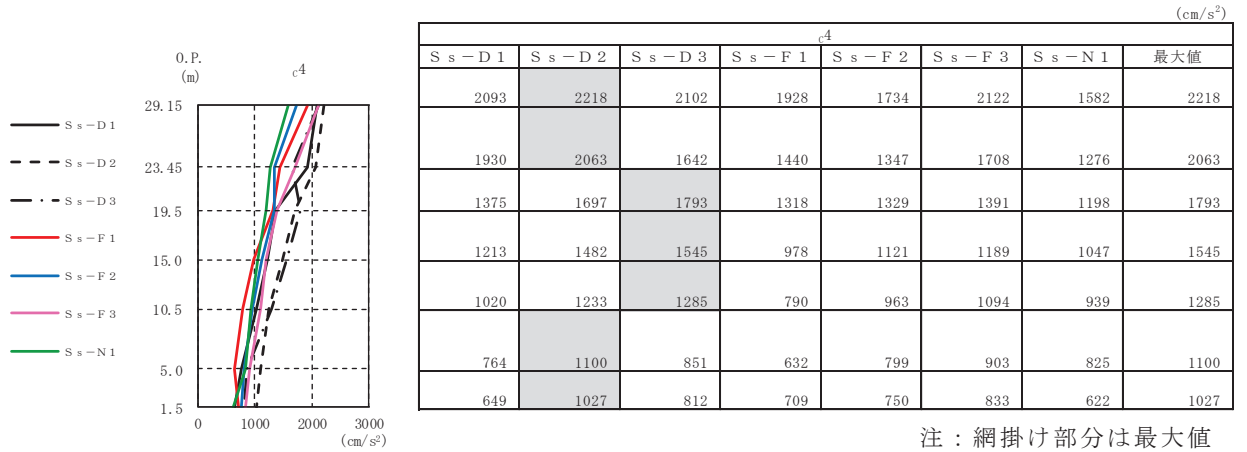 O.P.
(m)
c4
29.15
23.45
19.5
15.0
10.5
5.0
1.5
0 1000 2000 3000
(cm/s²)
Ss-D1
Ss-D2
Ss-D3
Ss-F1
Ss-F2
Ss-F3
Ss-N1
(cm/s²)
c4
Ss-D1 Ss-D2 Ss-D3 Ss-F1 Ss-F2 Ss-F3 Ss-N1 最大値
2093 2218 2102 1928 1734 2122 1582 2218
1930 2063 1642 1440 1347 1708 1276 2063
1375 1697 1793 1318 1329 1391 1198 1793
1213 1482 1545 978 1121 1189 1047 1545
1020 1233 1285 790 963 1094 939 1285
764 1100 851 632 799 903 825 1100
649 1027 812 709 750 833 622 1027
注：網掛け部分は最大値